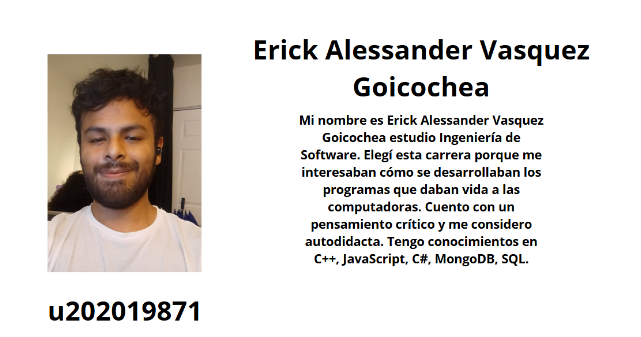 Erick Alessander Vasquez
Goicochea
Mi nombre es Erick Alessander Vasquez
Goicochea estudio Ingeniería de
Software. Elegí esta carrera porque me
interesaban cómo se desarrollaban los
programas que daban vida a las
computadoras. Cuento con un
pensamiento crítico y me considero
autodidacta. Tengo conocimientos en
C++, JavaScript, C#, MongoDB, SQL.
u202019871